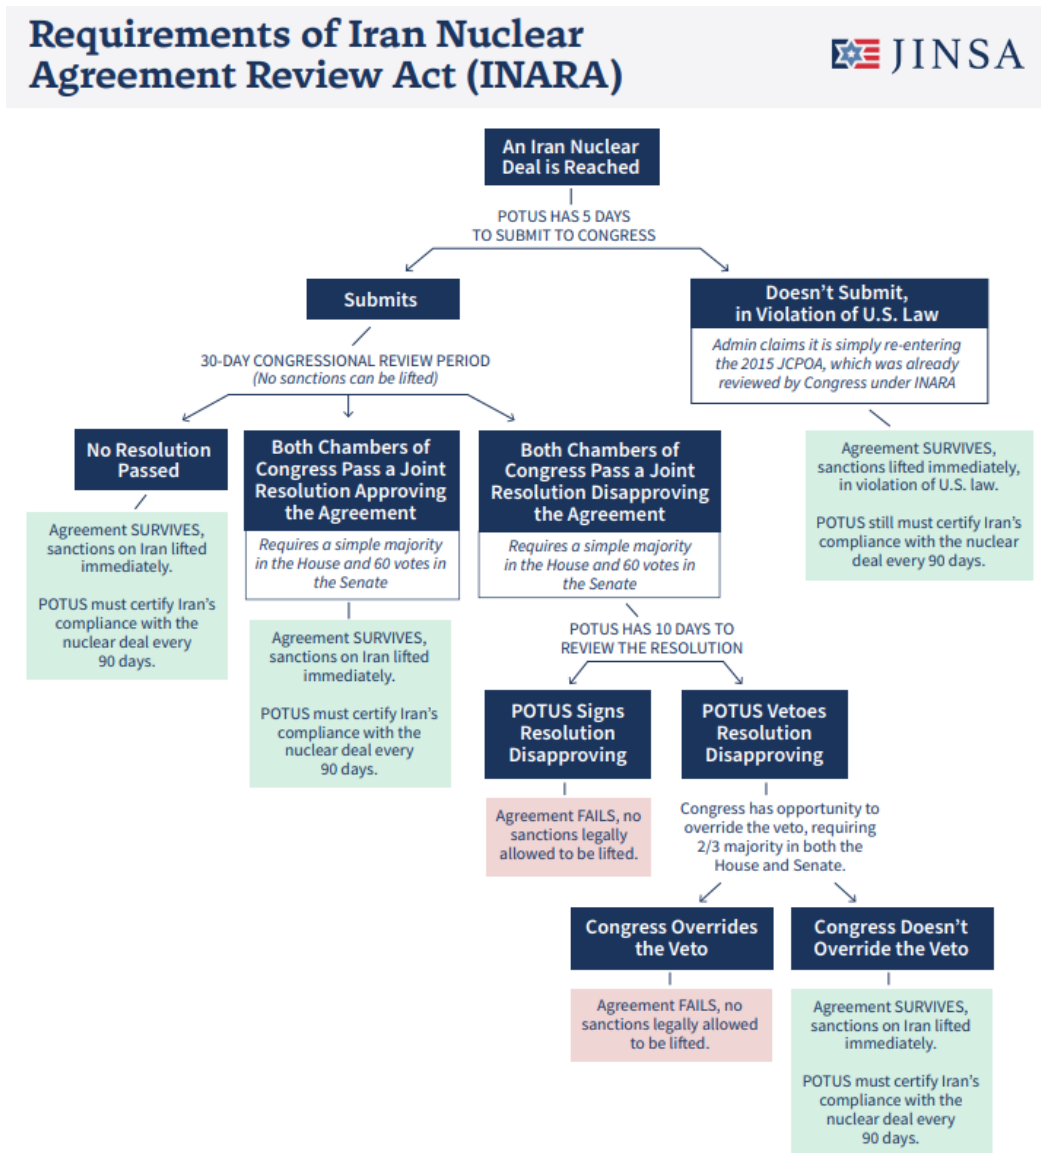 Requirements of Iran Nuclear
Agreement Review Act (INARA)
JINSA
An Iran Nuclear
Deal is Reached
POTUS HAS 5 DAYS
TO SUBMIT TO CONGRESS
Submits
Doesn't Submit,
in Violation of U.S. Law
Admin claims it is simply re-entering
the 2015 JCPOA, which was already
reviewed by Congress under INARA
30-DAY CONGRESSIONAL REVIEW PERIOD
(No sanctions can be lifted)
No Resolution
Passed
Agreement SURVIVES,
sanctions on Iran lifted
immediately.
POTUS must certify Iran's
compliance with the
nuclear deal every
90 days.
Both Chambers of
Congress Pass a Joint
Resolution Approving
the Agreement
Requires a simple majority
in the House and 60 votes in
the Senate
Agreement SURVIVES,
sanctions on Iran lifted
immediately.
POTUS must certify Iran's
compliance with the
nuclear deal every
90 days.
Both Chambers of
Congress Pass a Joint
Resolution Disapproving
the Agreement
Requires a simple majority
in the House and 60 votes in
the Senate
Agreement SURVIVES,
sanctions lifted immediately,
in violation of U.S. law.
POTUS still must certify Iran's
compliance with the nuclear
deal every 90 days.
POTUS HAS 10 DAYS TO
REVIEW THE RESOLUTION
POTUS Signs
Resolution
Disapproving
Agreement FAILS, no
sanctions legally
allowed to be lifted.
POTUS Vetoes
Resolution
Disapproving
Congress has opportunity to
override the veto, requiring
2/3 majority in both the
House and Senate.
Congress Overrides
the Veto
Agreement FAILS, no
sanctions legally allowed
to be lifted.
Congress Doesn't
Override the Veto
Agreement SURVIVES,
sanctions on Iran lifted
immediately.
POTUS must certify Iran's
compliance with the
nuclear deal every
90 days.